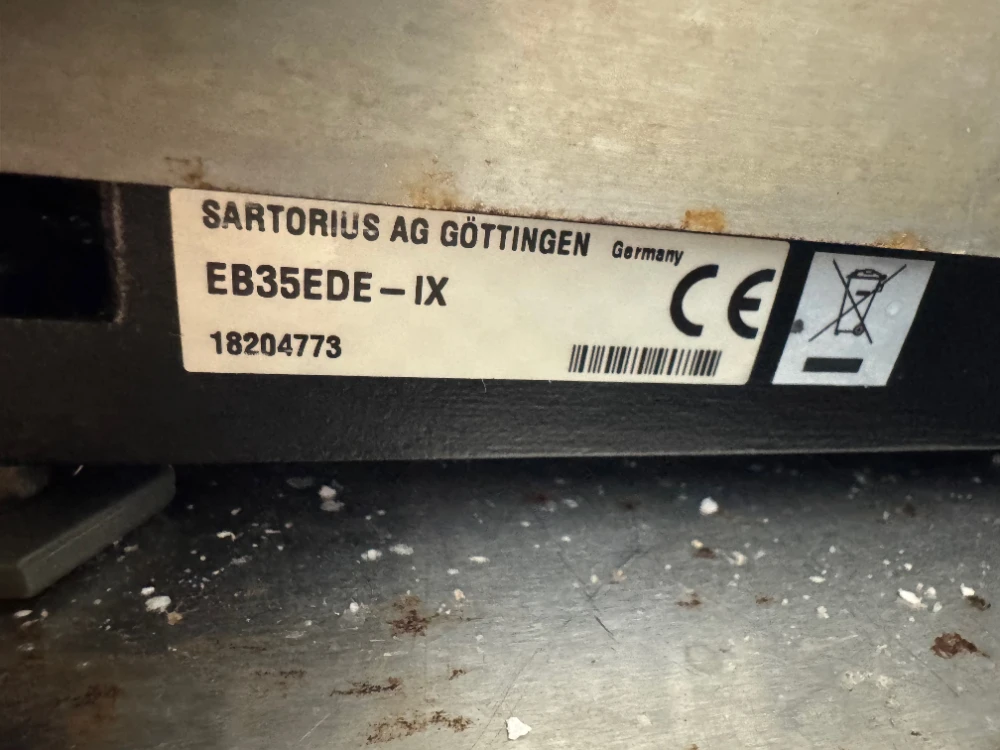 SARTORIUS AG GÖTTINGEN Germany
EB35EDE-IX
CE
18204773